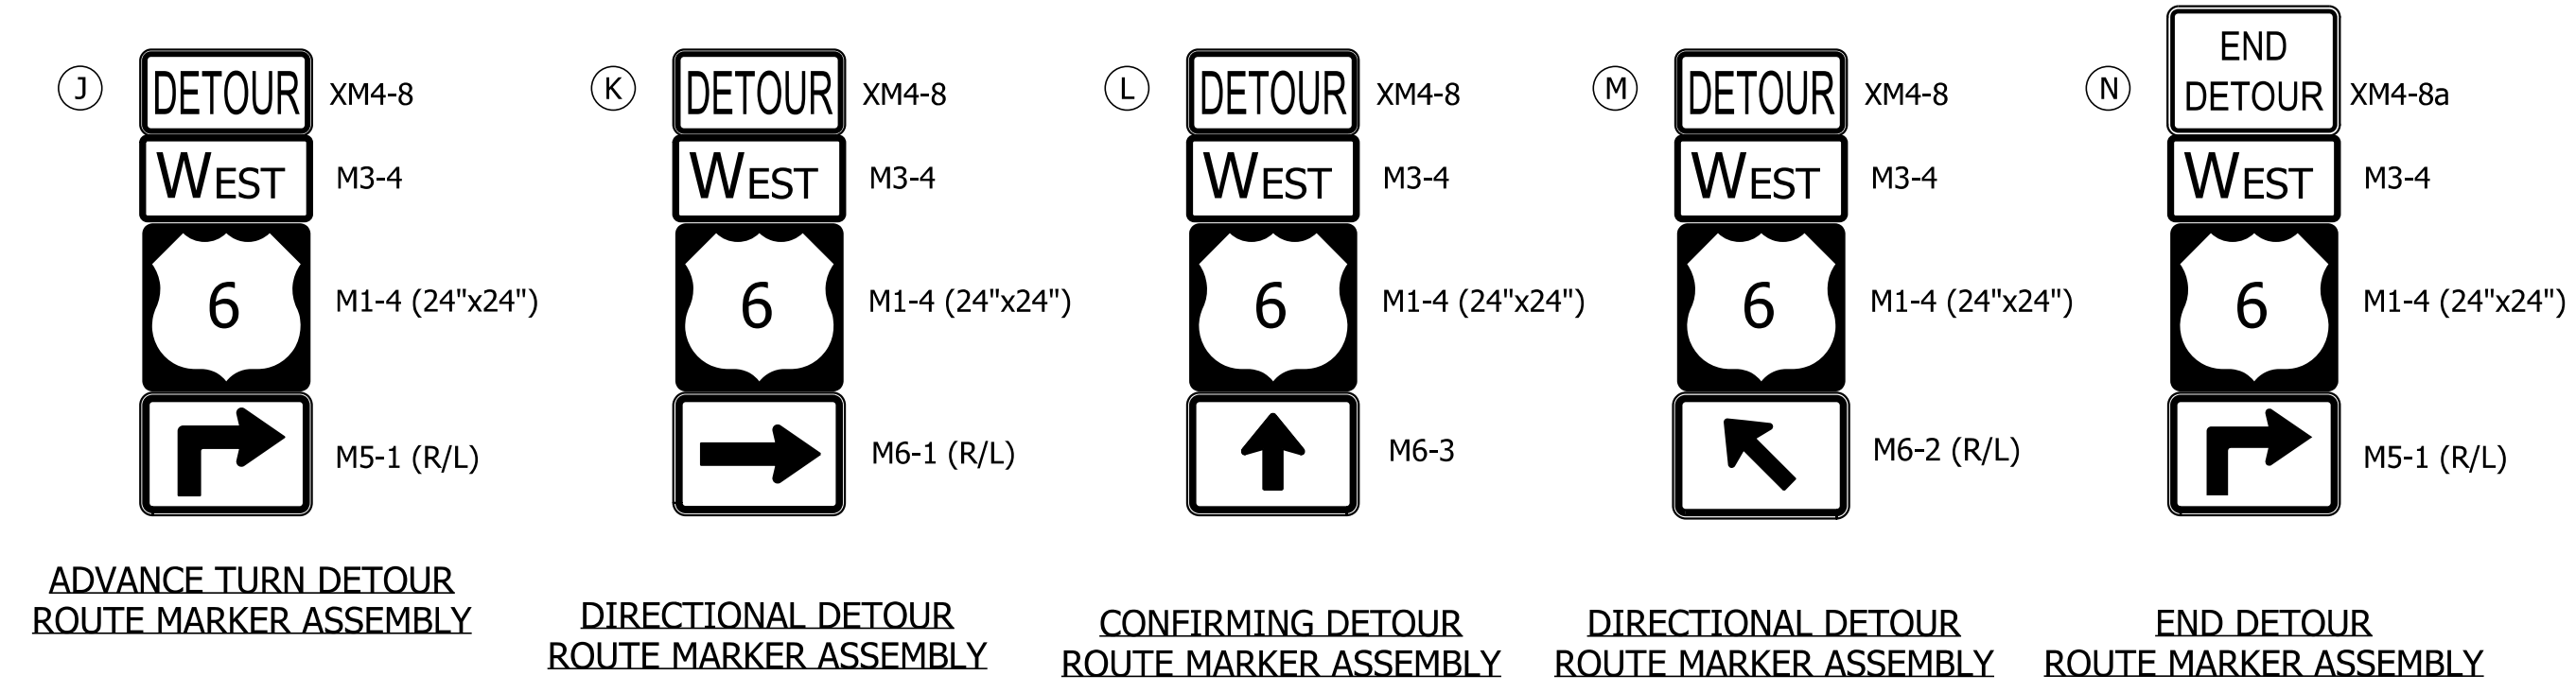 J
DETOUR
XM4-8
WEST
M3-4
6
M1-4 (24"x24")
M5-1 (R/L)
ADVANCE TURN DETOUR
ROUTE MARKER ASSEMBLY
K
DETOUR
XM4-8
WEST
M3-4
6
M1-4 (24"x24")
M6-1 (R/L)
DIRECTIONAL DETOUR
ROUTE MARKER ASSEMBLY
L
DETOUR
XM4-8
WEST
M3-4
6
M1-4 (24"x24")
M6-3
CONFIRMING DETOUR
ROUTE MARKER ASSEMBLY
M
DETOUR
XM4-8
WEST
M3-4
6
M1-4 (24"x24")
M6-2 (R/L)
DIRECTIONAL DETOUR
ROUTE MARKER ASSEMBLY
N
END
DETOUR
XM4-8a
WEST
M3-4
6
M1-4 (24"x24")
M5-1 (R/L)
END DETOUR
ROUTE MARKER ASSEMBLY